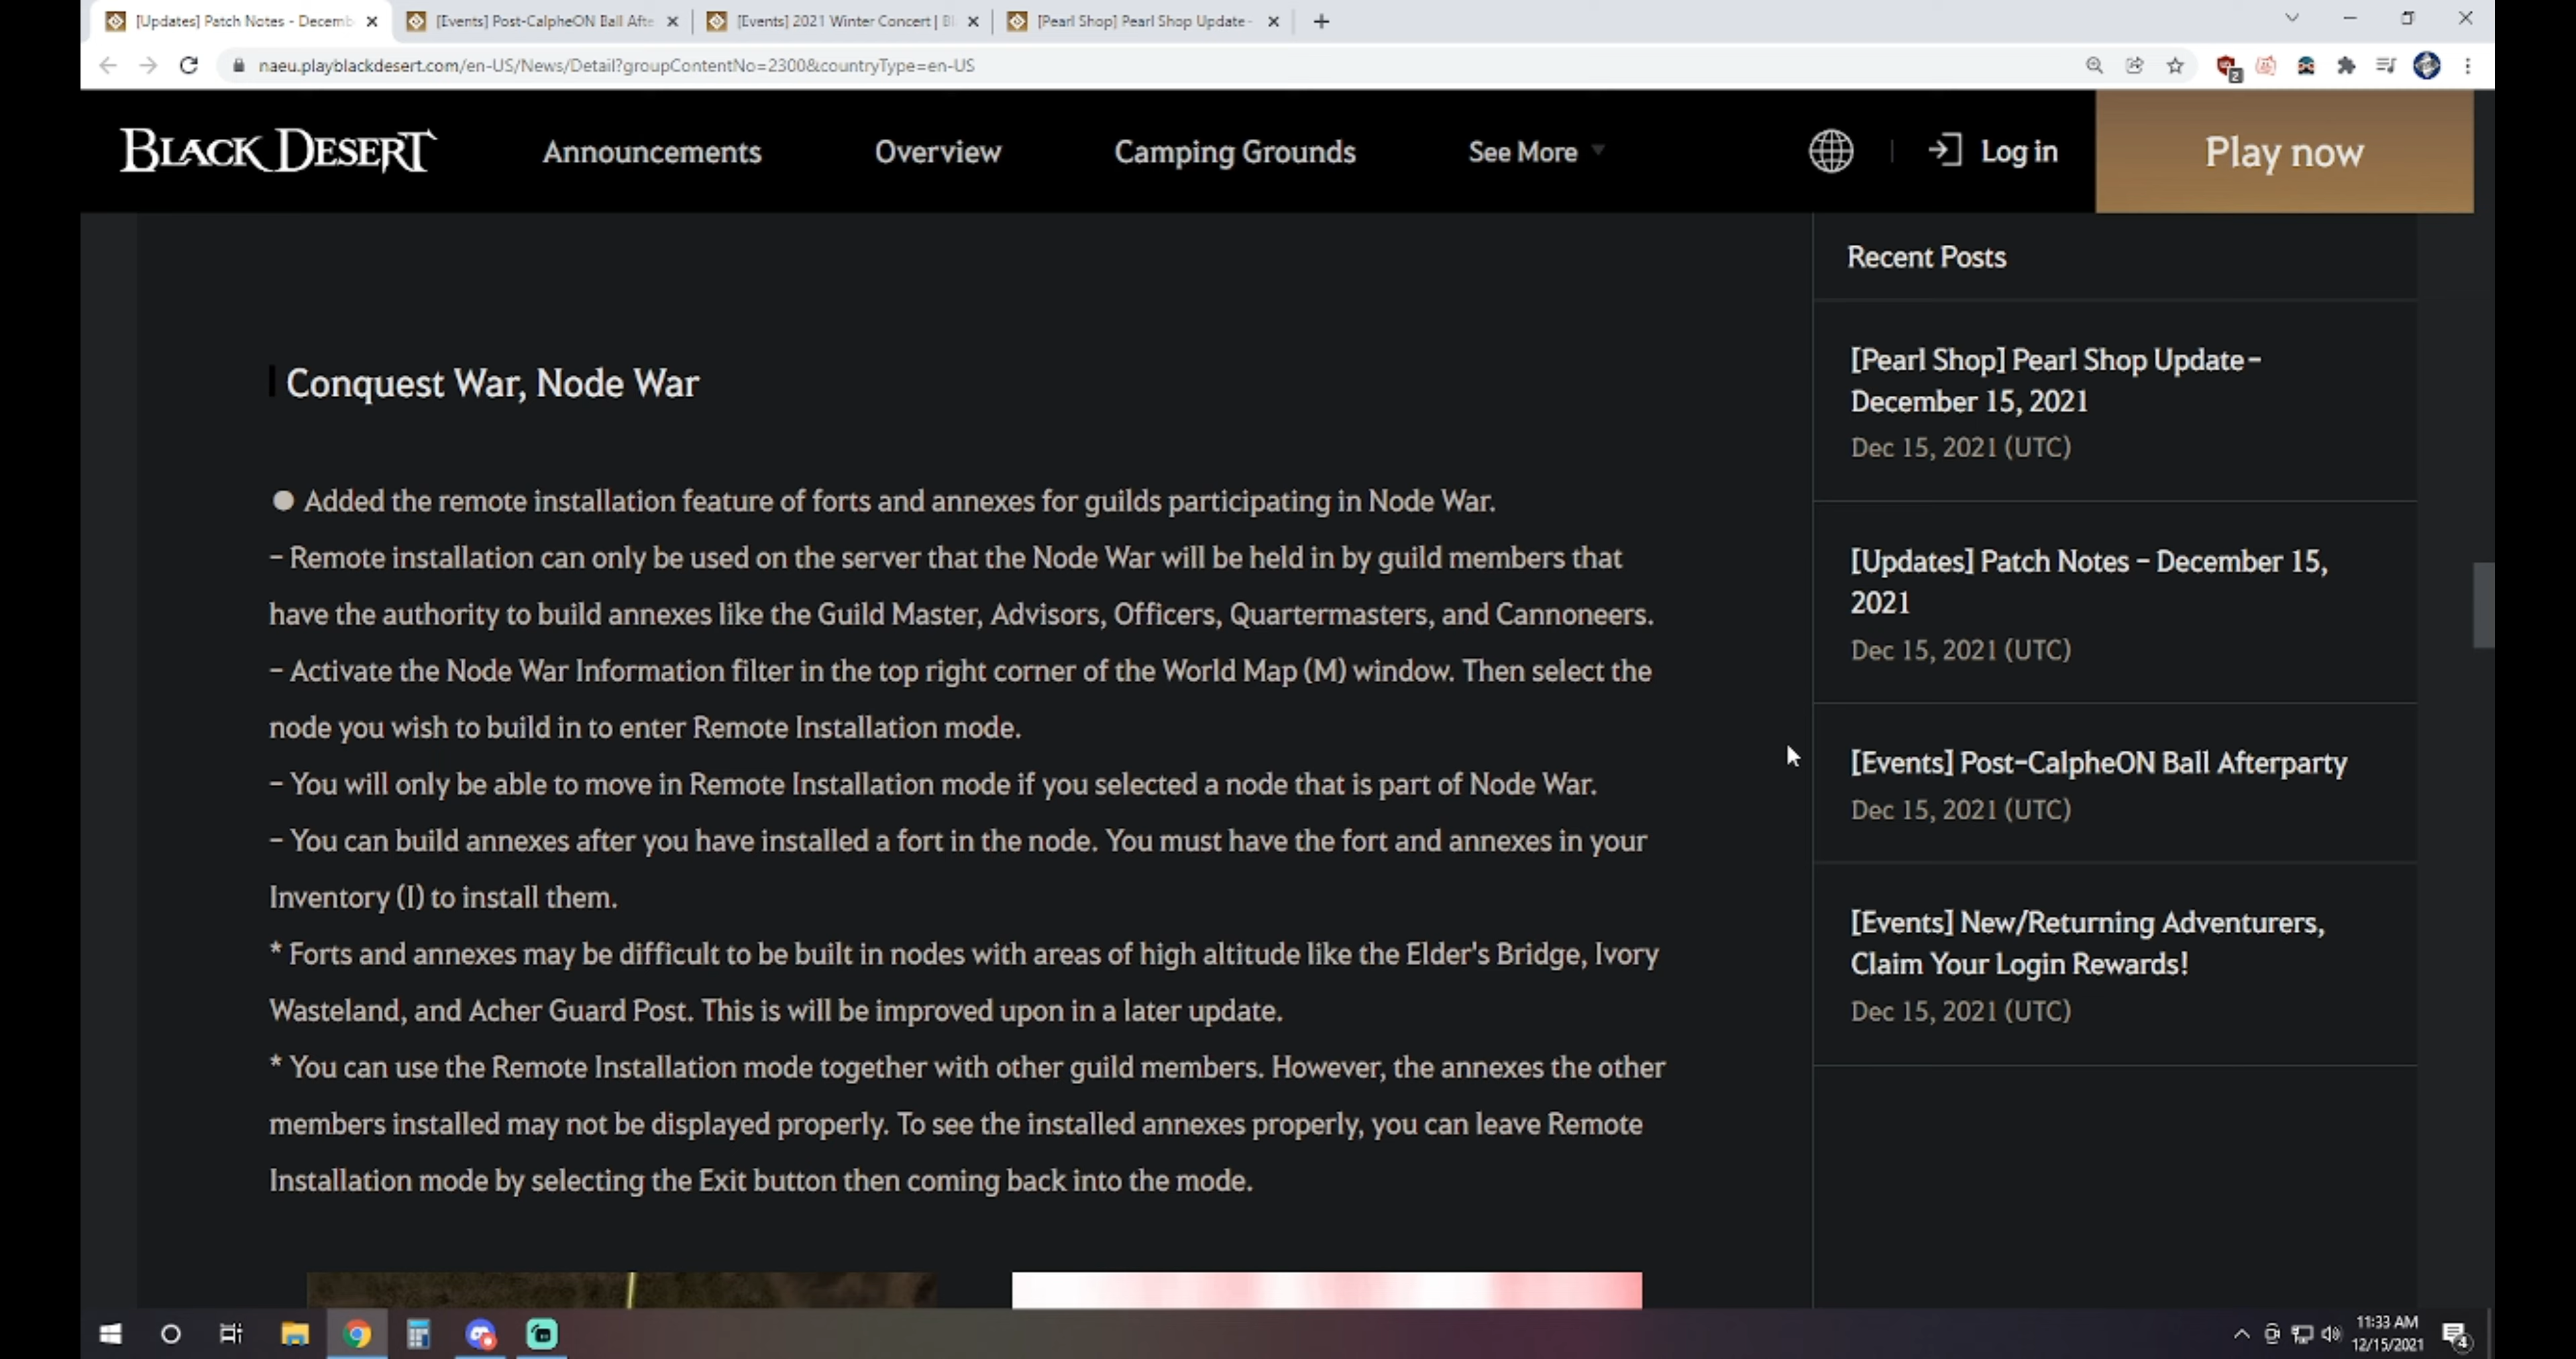 [Updates] Patch Notes - Decemb
[Events] Post-CalpheON Ball Afte
[Events] 2021 Winter Concert | Bl
[Pearl Shop] Pearl Shop Update -
naeu.playblackdesert.com/en-US/News/Detail?groupContentNo=2300&countryType=en-US
2
BLACK DESERT
Announcements
Overview
Camping Grounds
See More
Log in
Play now
Conquest War, Node War
● Added the remote installation feature of forts and annexes for guilds participating in Node War.
– Remote installation can only be used on the server that the Node War will be held in by guild members that
have the authority to build annexes like the Guild Master, Advisors, Officers, Quartermasters, and Cannoneers.
– Activate the Node War Information filter in the top right corner of the World Map (M) window. Then select the
node you wish to build in to enter Remote Installation mode.
– You will only be able to move in Remote Installation mode if you selected a node that is part of Node War.
– You can build annexes after you have installed a fort in the node. You must have the fort and annexes in your
Inventory (I) to install them.
* Forts and annexes may be difficult to be built in nodes with areas of high altitude like the Elder's Bridge, Ivory
Wasteland, and Acher Guard Post. This is will be improved upon in a later update.
* You can use the Remote Installation mode together with other guild members. However, the annexes the other
members installed may not be displayed properly. To see the installed annexes properly, you can leave Remote
Installation mode by selecting the Exit button then coming back into the mode.
Recent Posts
[Pearl Shop] Pearl Shop Update –
December 15, 2021
Dec 15, 2021 (UTC)
[Updates] Patch Notes – December 15,
2021
Dec 15, 2021 (UTC)
[Events] Post-CalpheON Ball Afterparty
Dec 15, 2021 (UTC)
[Events] New/Returning Adventurers,
Claim Your Login Rewards!
Dec 15, 2021 (UTC)
11:33 AM
12/15/2021
4